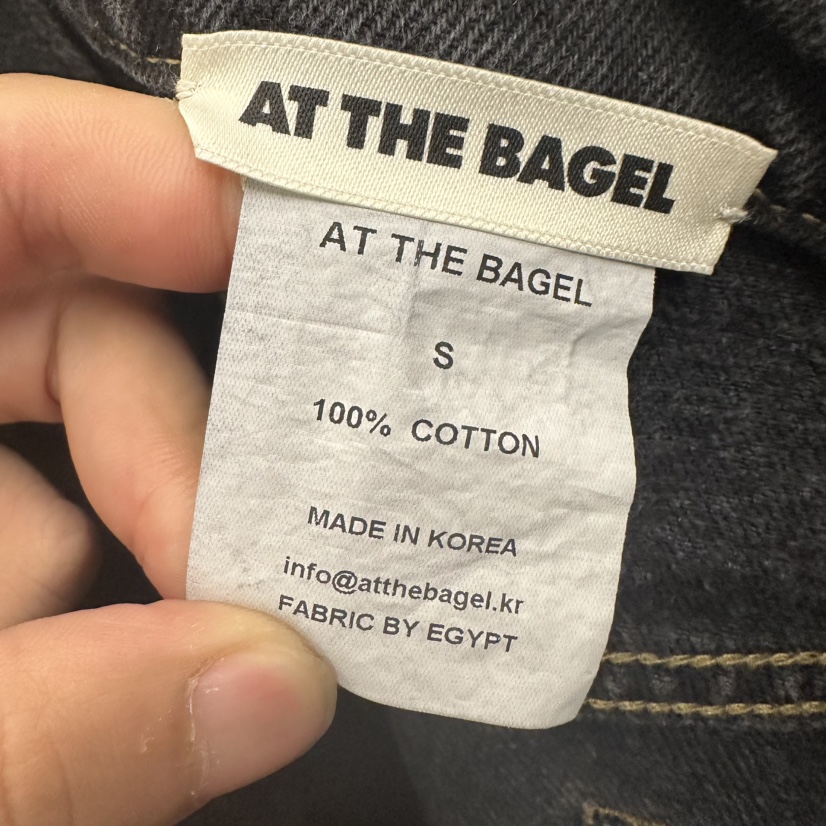 AT THE BAGEL
AT THE BAGEL
S
100% COTTON
MADE IN KOREA
info@atthebagel.kr
FABRIC BY EGYPT